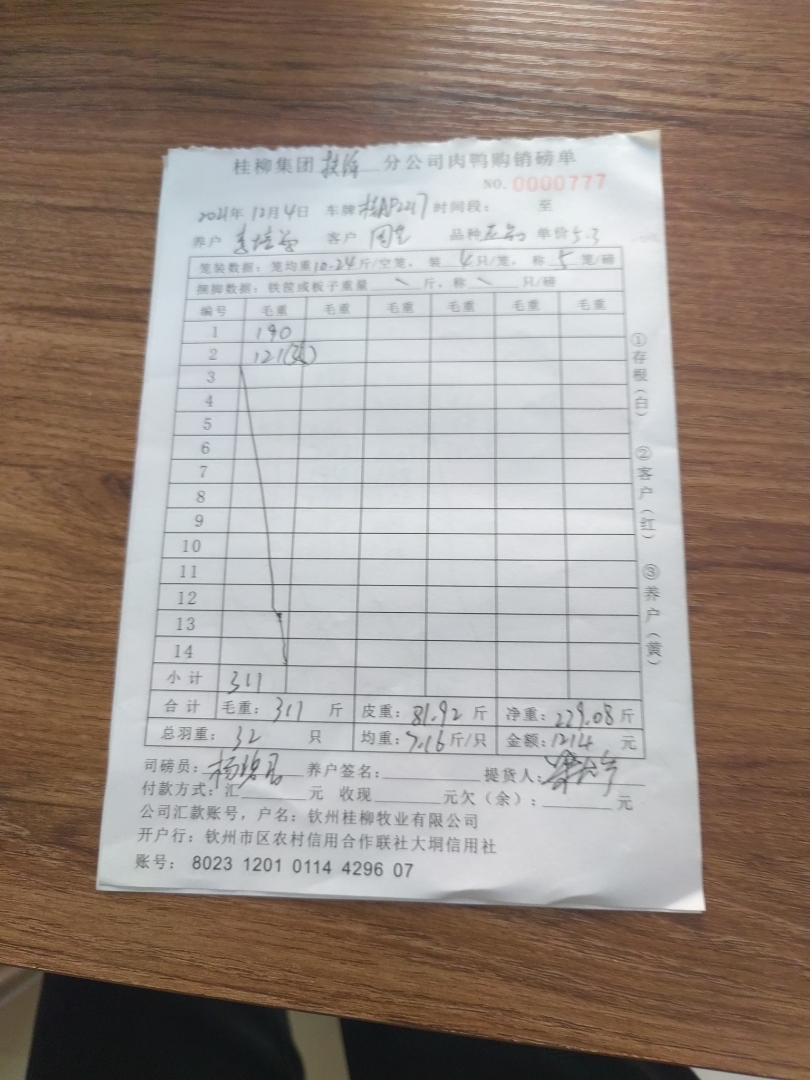 桂柳集团 分公司肉鸭购销磅单
NO. 0000777
2021年 12月4日 车牌 桂AP2217 时间段: 至
养户 李培 客户 周生 品种 单价 5.3
笼装数据: 笼均重 10.24 斤/空笼, 装 4 只/笼, 称 5 笼/磅
捆脚数据: 铁筐或板子重量 \ 斤, 称 \ 只/磅
编号 毛重 毛重 毛重 毛重 毛重 毛重
1 190
2 121
3
4
5
6
7
8
9
10
11
12
13
14
小计 311
合计 毛重: 311 斤 皮重: 81.92 斤 净重: 229.08 斤
总羽重: 32 只 均重: 7.16 斤/只 金额: 1214 元
司磅员: 杨 养户签名: 提货人:
付款方式: 汇 元 收现 元欠(余): 元
公司汇款账号, 户名: 钦州桂柳牧业有限公司
开户行: 钦州市区农村信用合作联社大垌信用社
账号: 8023 1201 0114 4296 07
①存根(白) ②客户(红) ③养户(黄)